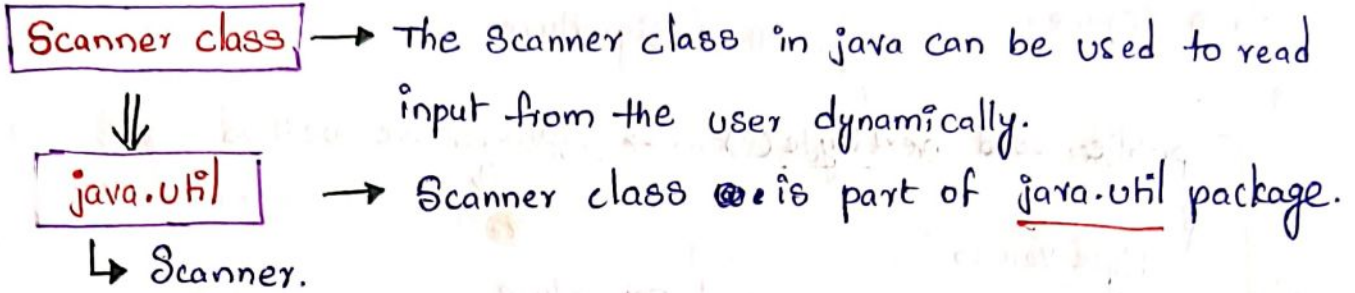 Scanner class → The Scanner class in java can be used to read
input from the user dynamically.
java.util → Scanner class is part of java.util package.
↳ Scanner.